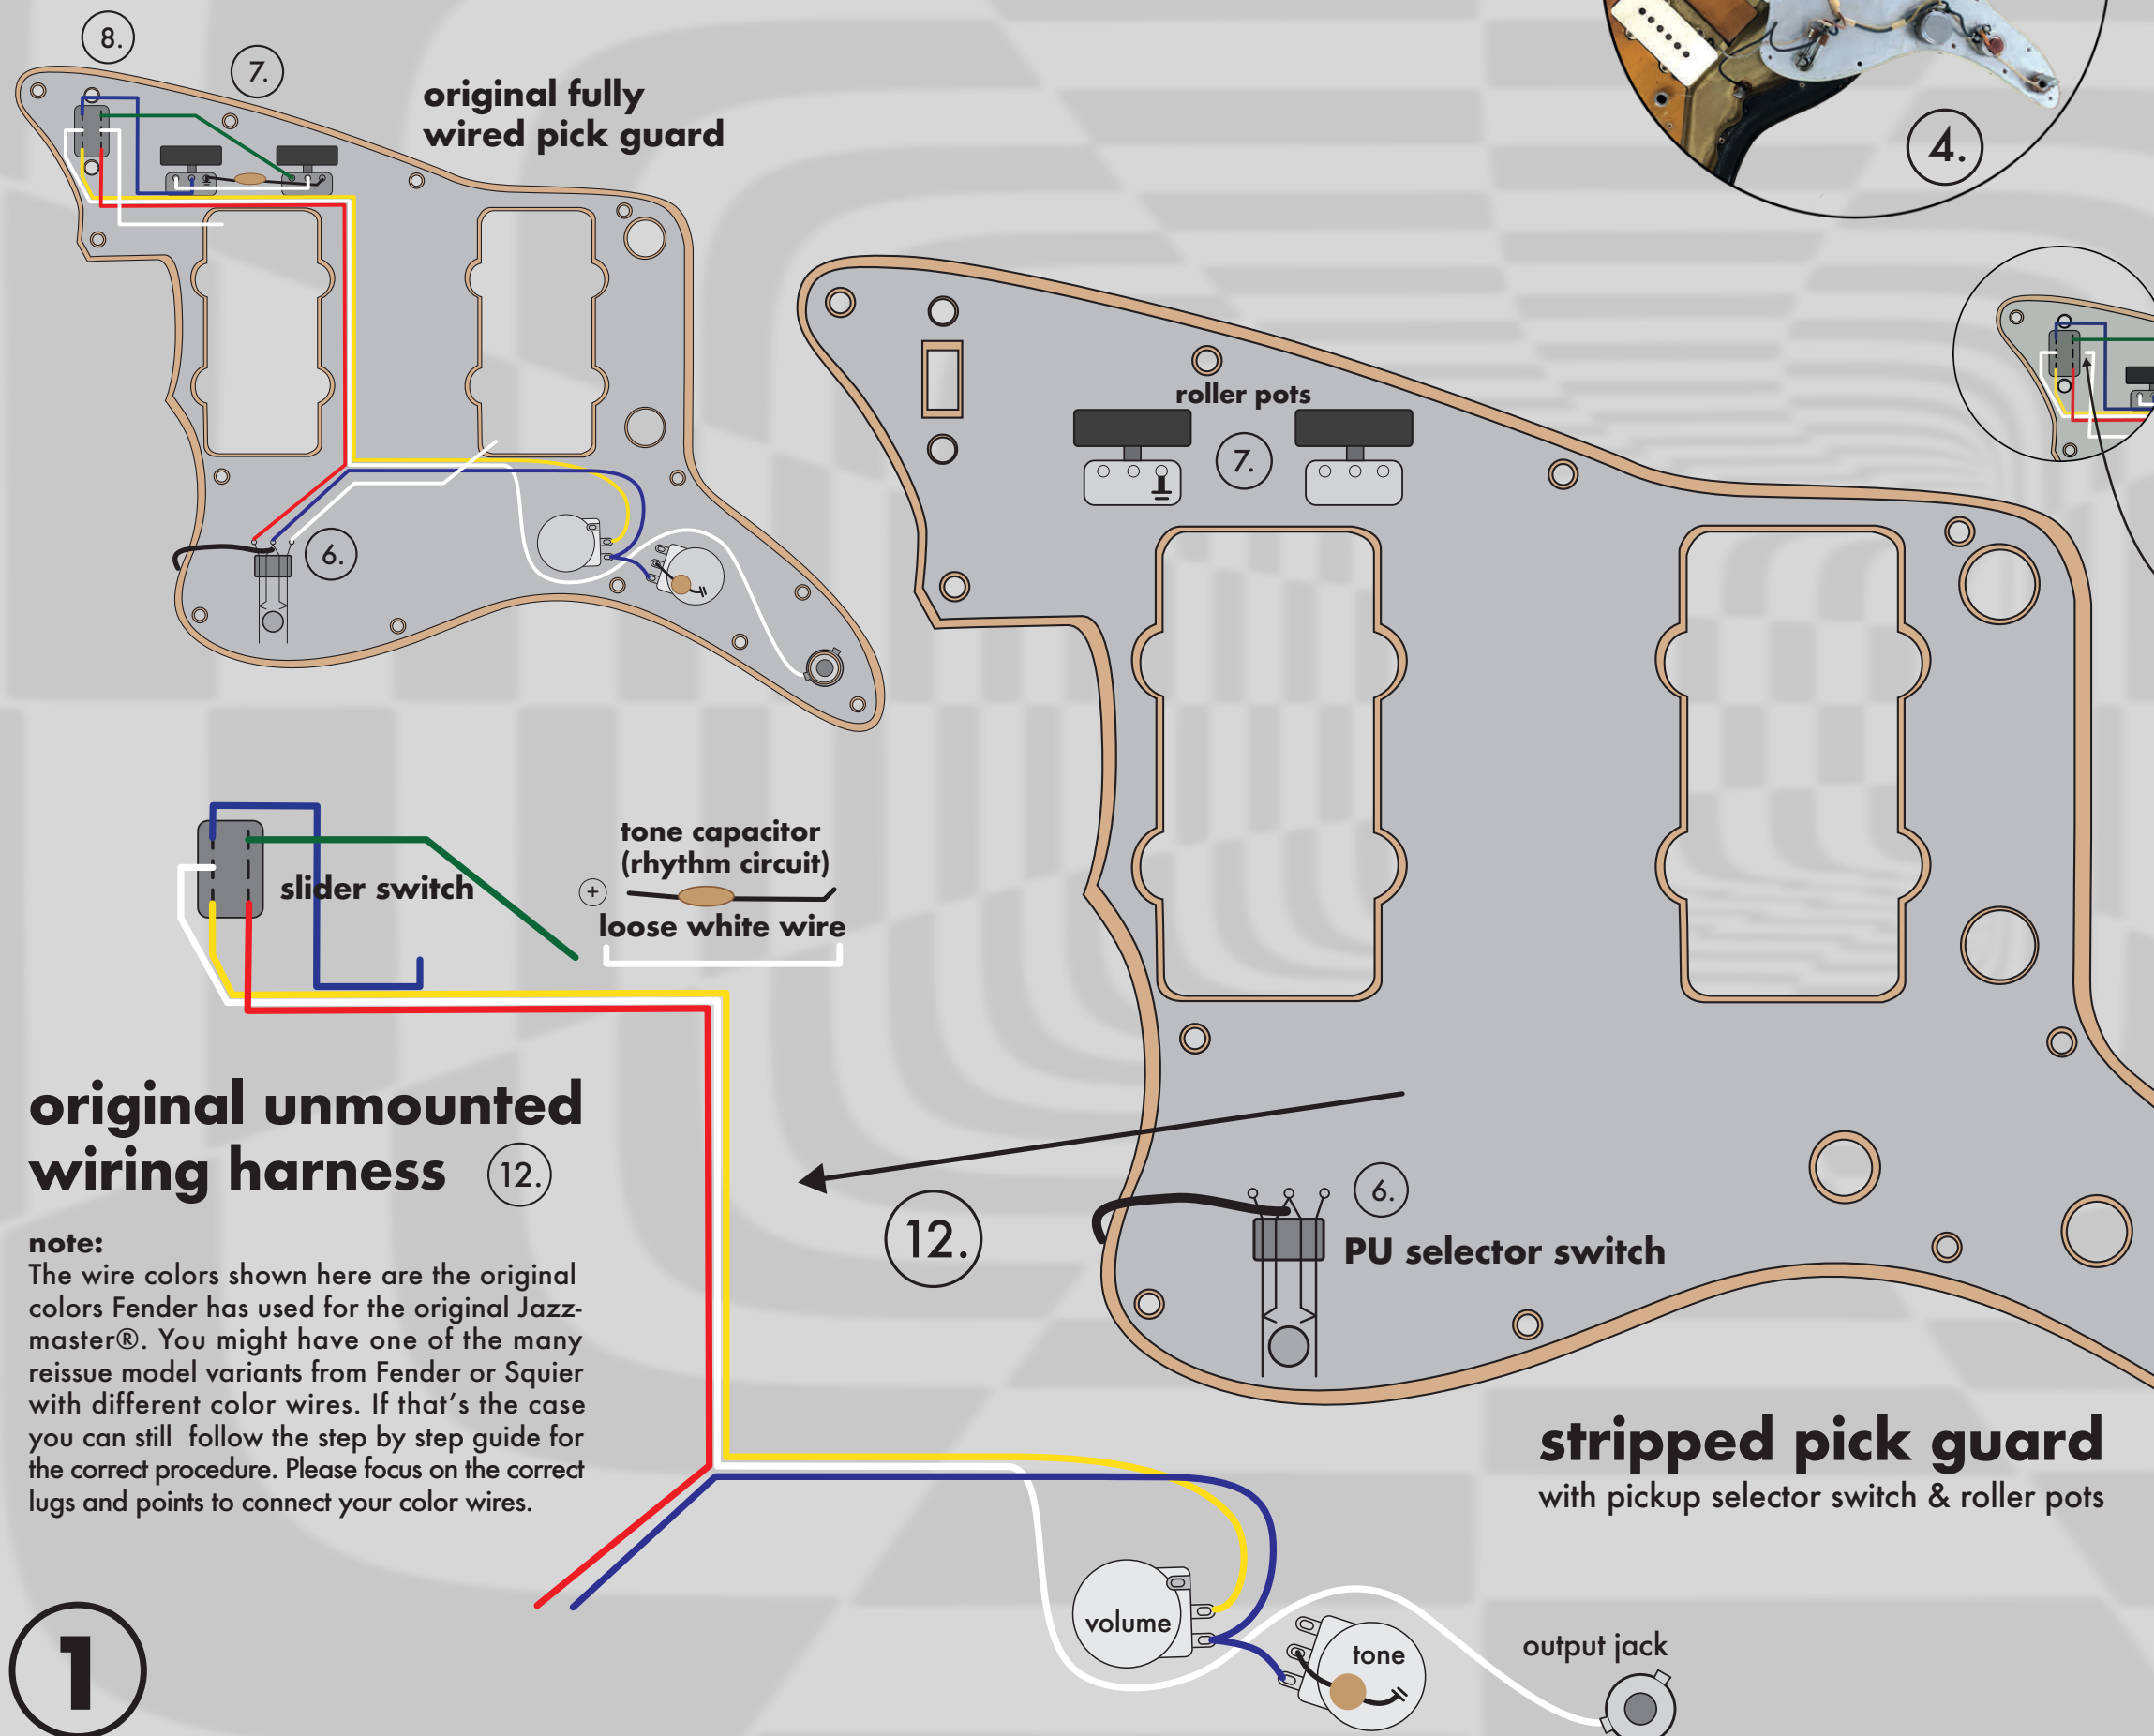 8.
7.
original fully
wired pick guard
4.
6.
roller pots
7.
slider switch
tone capacitor
(rhythm circuit)
+
loose white wire
original unmounted
wiring harness 12.
note:
The wire colors shown here are the original
colors Fender has used for the original Jazz-
master®. You might have one of the many
reissue model variants from Fender or Squier
with different color wires. If that's the case
you can still follow the step by step guide for
the correct procedure. Please focus on the correct
lugs and points to connect your color wires.
12.
6.
PU selector switch
stripped pick guard
with pickup selector switch & roller pots
volume
tone
output jack
1